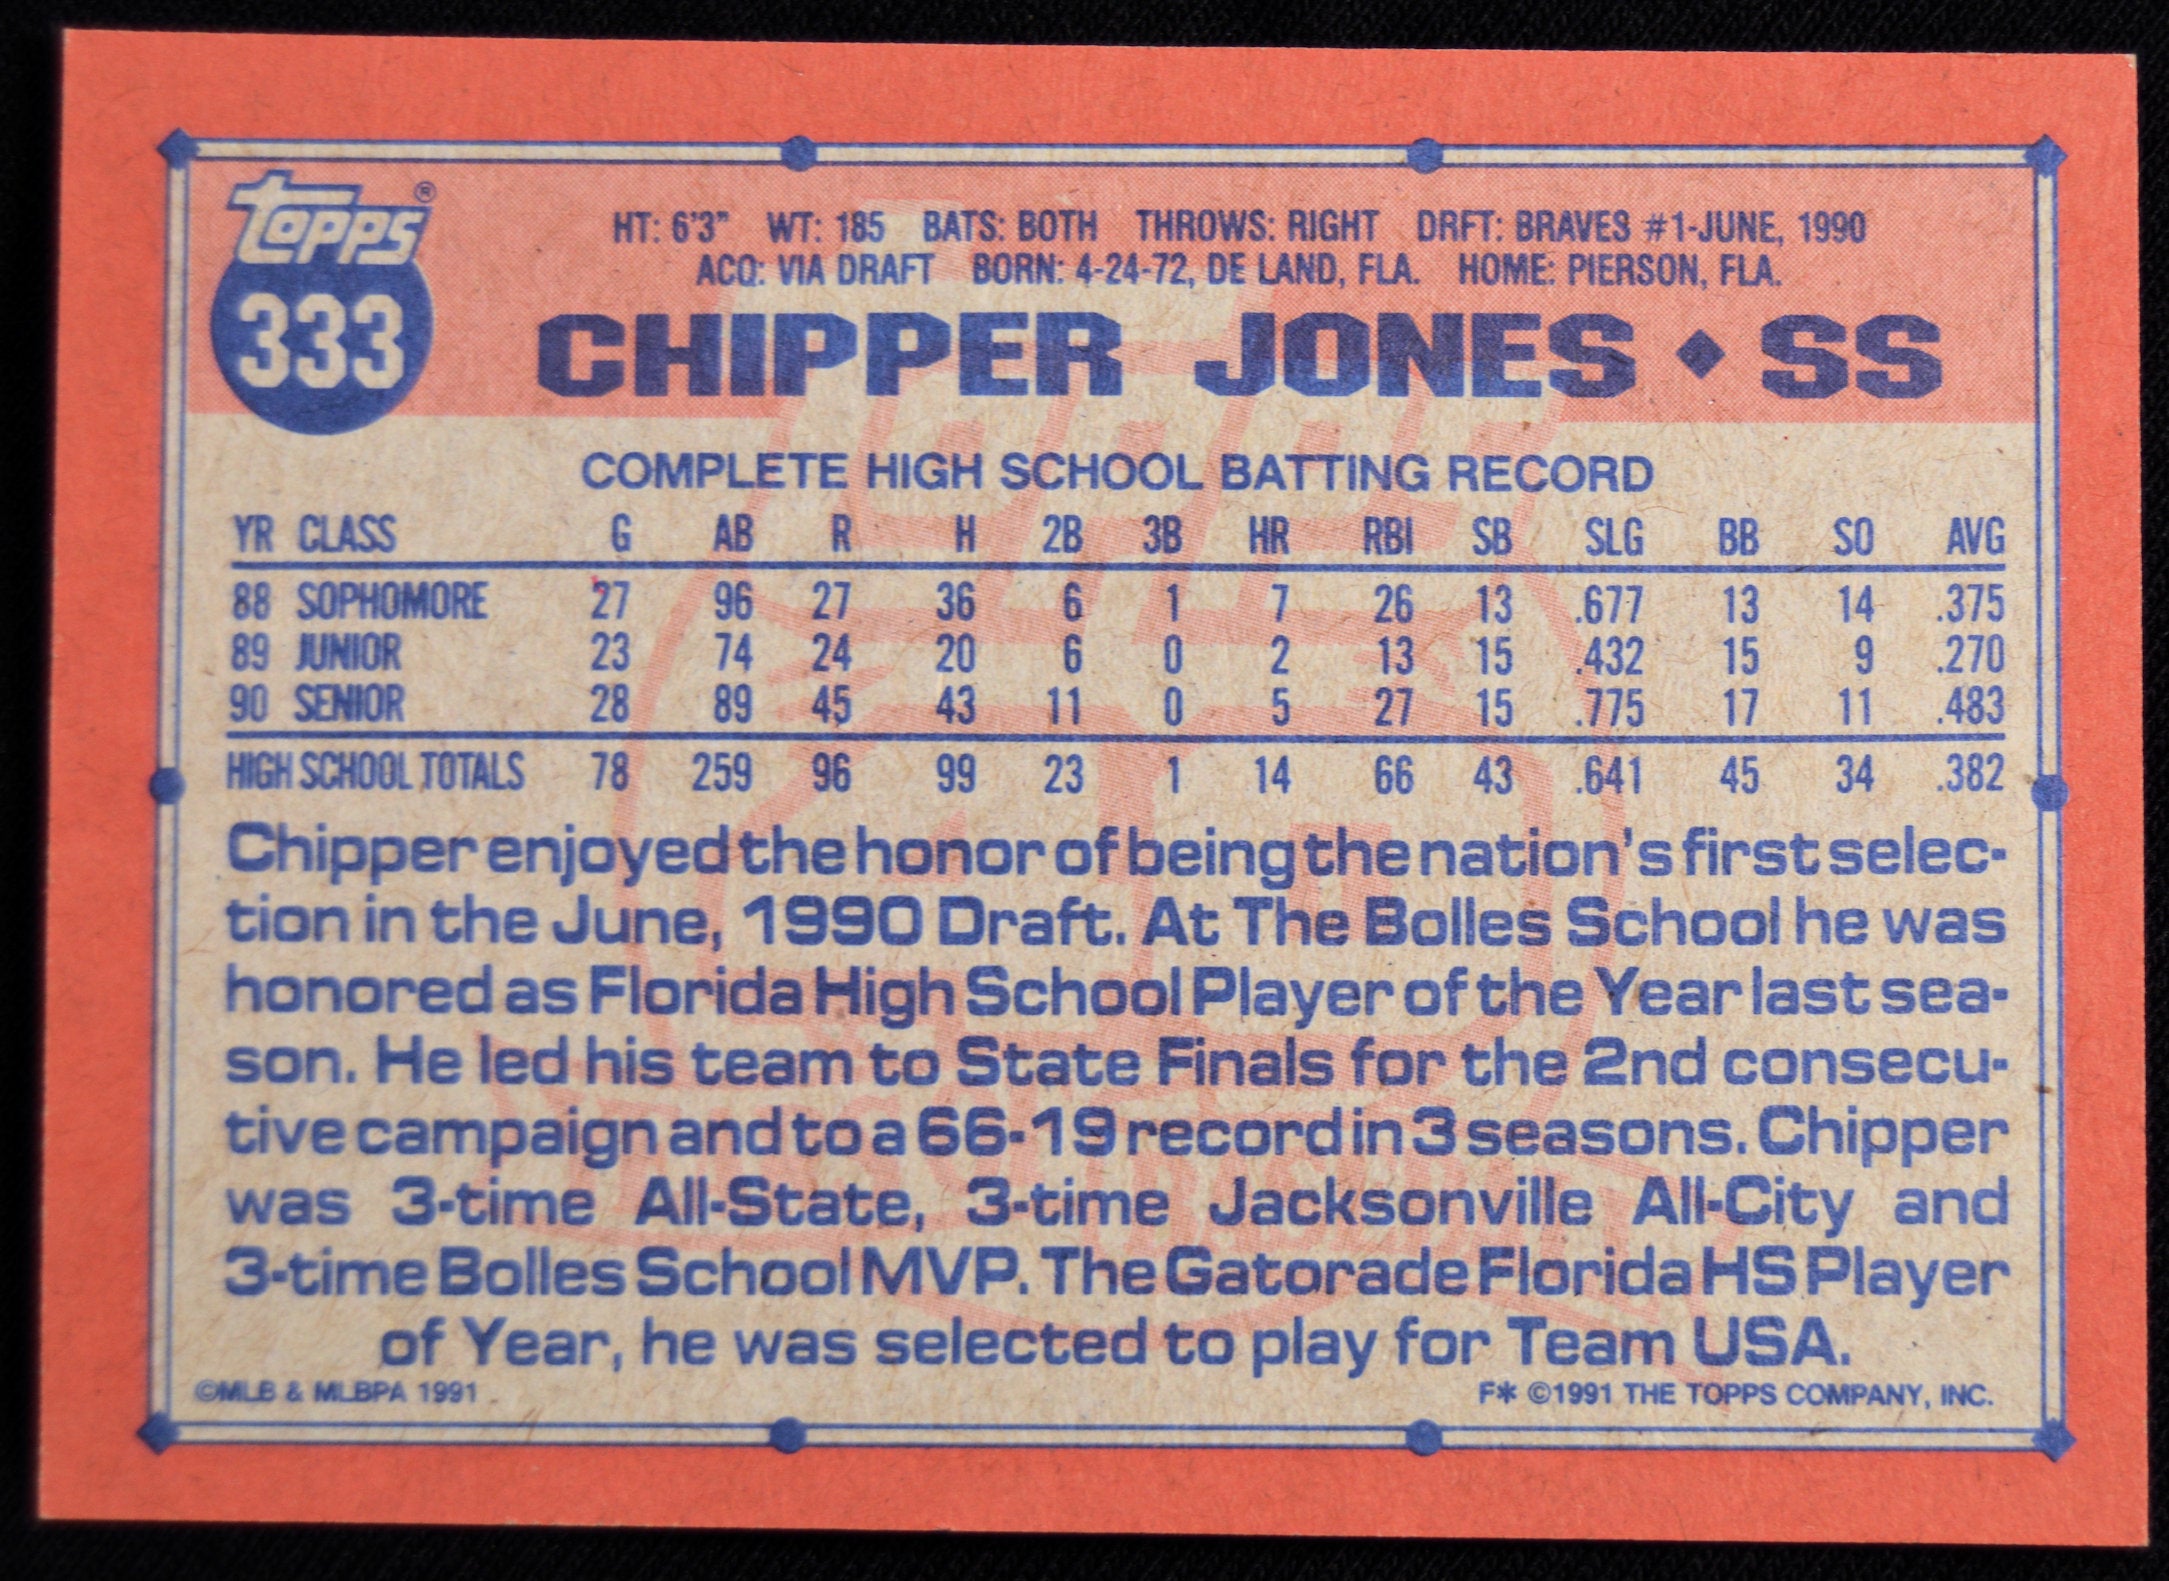 topps®
333
HT: 6'3" WT: 185 BATS: BOTH THROWS: RIGHT DRFT: BRAVES #1-JUNE, 1990
ACQ: VIA DRAFT BORN: 4-24-72, DE LAND, FLA. HOME: PIERSON, FLA.
CHIPPER JONES ♦ SS
COMPLETE HIGH SCHOOL BATTING RECORD
YR CLASS G AB R H 2B 3B HR RBI SB SLG BB SO AVG
88 SOPHOMORE 27 96 27 36 6 1 7 26 13 .677 13 14 .375
89 JUNIOR 23 74 24 20 6 0 2 13 15 .432 15 9 .270
90 SENIOR 28 89 45 43 11 0 5 27 15 .775 17 11 .483
HIGH SCHOOL TOTALS 78 259 96 99 23 1 14 66 43 .641 45 34 .382
Chipper enjoyed the honor of being the nation's first selec-
tion in the June, 1990 Draft. At The Bolles School he was
honored as Florida High School Player of the Year last sea-
son. He led his team to State Finals for the 2nd consecu-
tive campaign and to a 66-19 record in 3 seasons. Chipper
was 3-time All-State, 3-time Jacksonville All-City and
3-time Bolles School MVP. The Gatorade Florida HS Player
of Year, he was selected to play for Team USA.
©MLB & MLBPA 1991
F* ©1991 THE TOPPS COMPANY, INC.